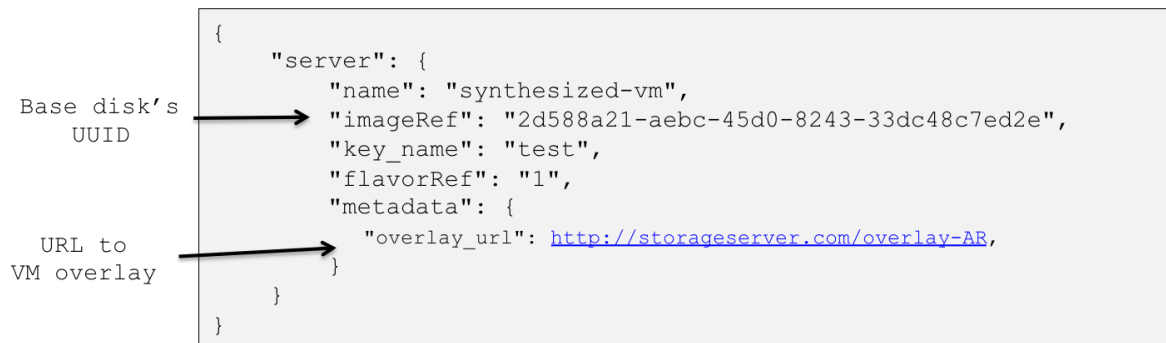 {
"server": {
"name": "synthesized-vm",
Base disk’s
UUID
"imageRef": "2d588a21-aebc-45d0-8243-33dc48c7ed2e",
"key_name": "test",
"flavorRef": "1",
"metadata": {
URL to
VM overlay
"overlay_url": http://storageserver.com/overlay-AR,
}
}
}